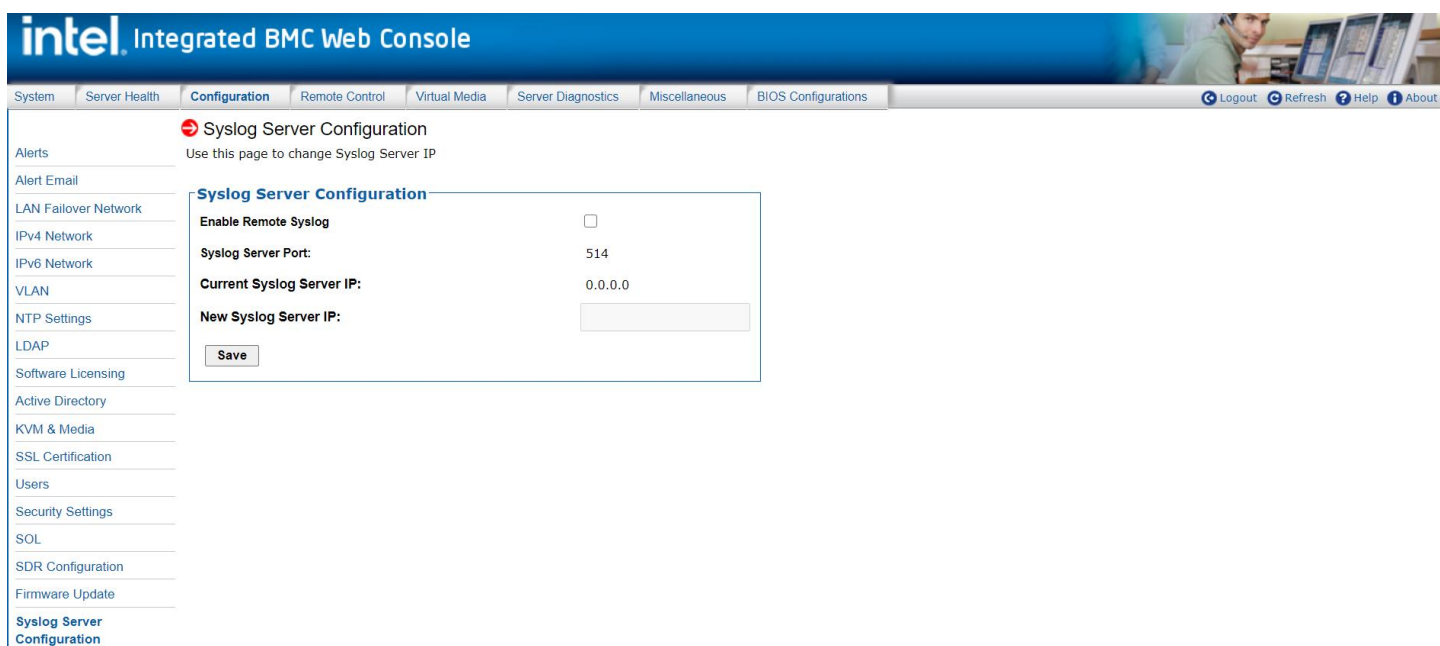 intel. Integrated BMC Web Console
System Server Health Configuration Remote Control Virtual Media Server Diagnostics Miscellaneous BIOS Configurations Logout Refresh Help About
Syslog Server Configuration
Use this page to change Syslog Server IP
Alerts
Alert Email
LAN Failover Network
IPv4 Network
IPv6 Network
VLAN
NTP Settings
LDAP
Software Licensing
Active Directory
KVM & Media
SSL Certification
Users
Security Settings
SOL
SDR Configuration
Firmware Update
Syslog Server
Configuration
Syslog Server Configuration
Enable Remote Syslog
Syslog Server Port: 514
Current Syslog Server IP: 0.0.0.0
New Syslog Server IP:
Save